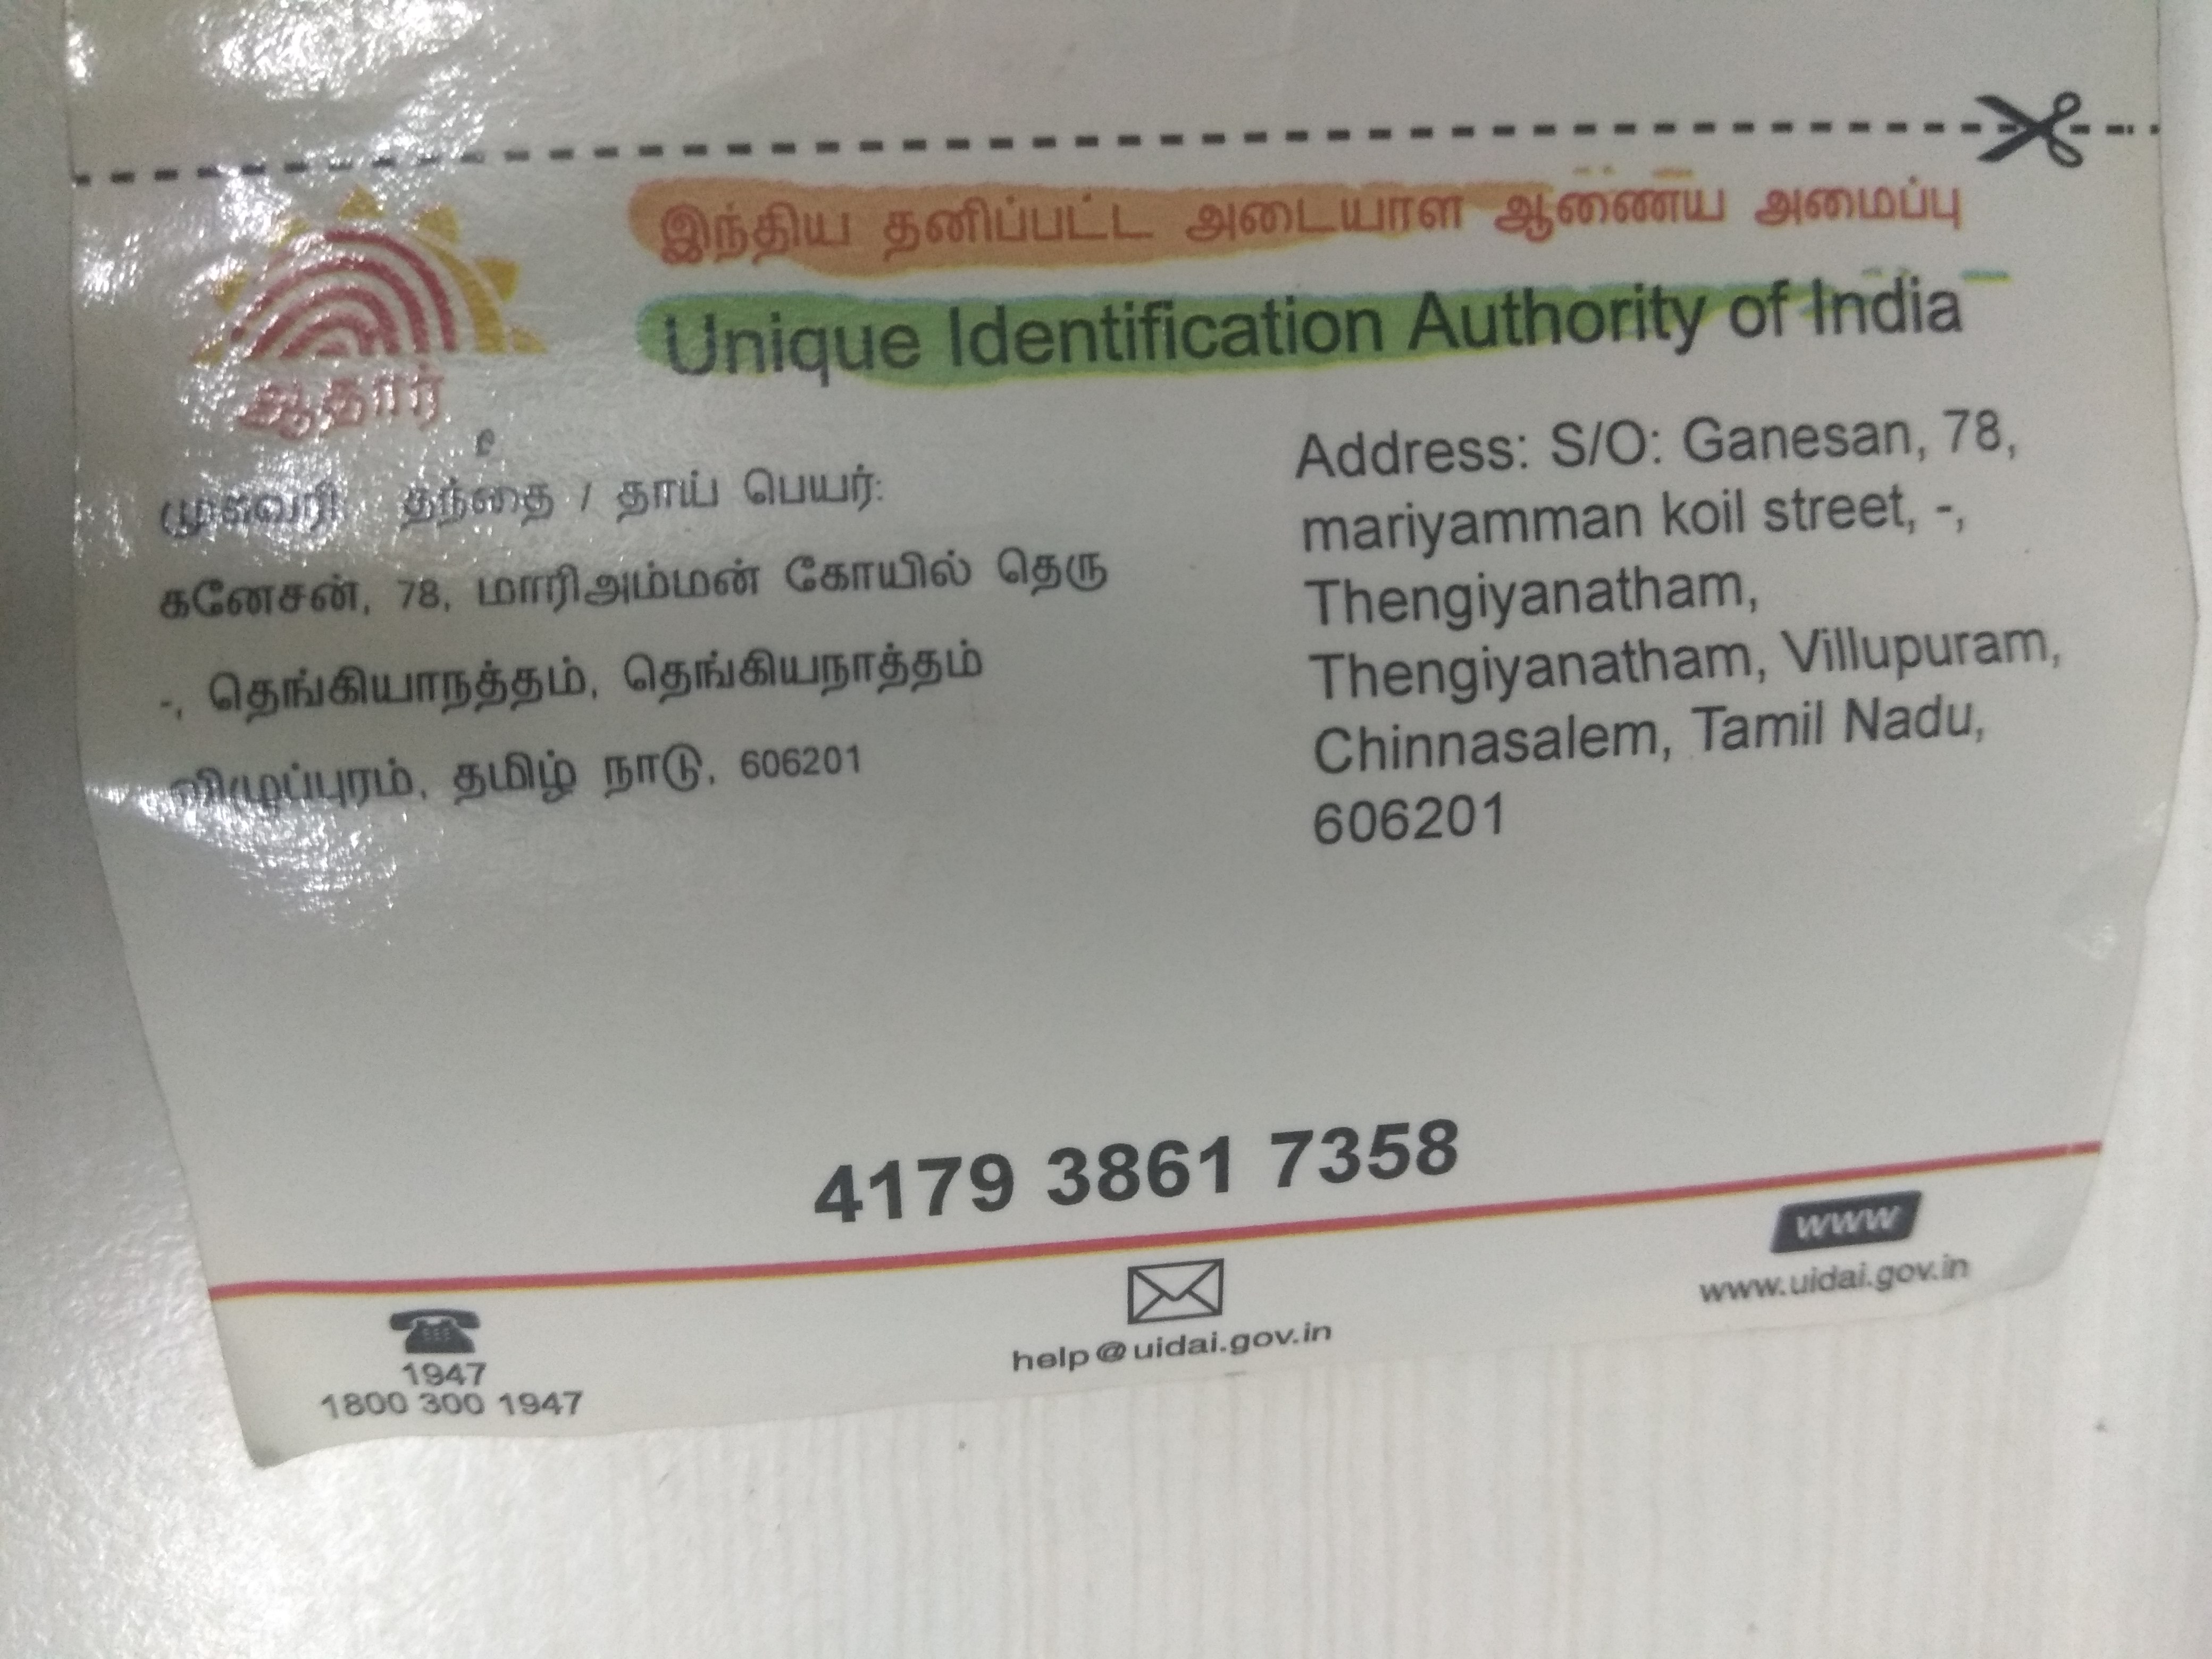 இந்திய தனிப்பட்ட அடையாள ஆணைய அமைப்பு
Unique Identification Authority of India
ஆதார்
முகவரி தந்தை / தாய் பெயர்:
கனேசன், 78, மாரிஅம்மன் கோயில் தெரு
-, தெங்கியாநத்தம், தெங்கியநாத்தம்
விழுப்புரம், தமிழ் நாடு, 606201
Address: S/O: Ganesan, 78,
mariyamman koil street, -,
Thengiyanatham,
Thengiyanatham, Villupuram,
Chinnasalem, Tamil Nadu,
606201
4179 3861 7358
1947
1800 300 1947
help@uidai.gov.in
www
www.uidai.gov.in